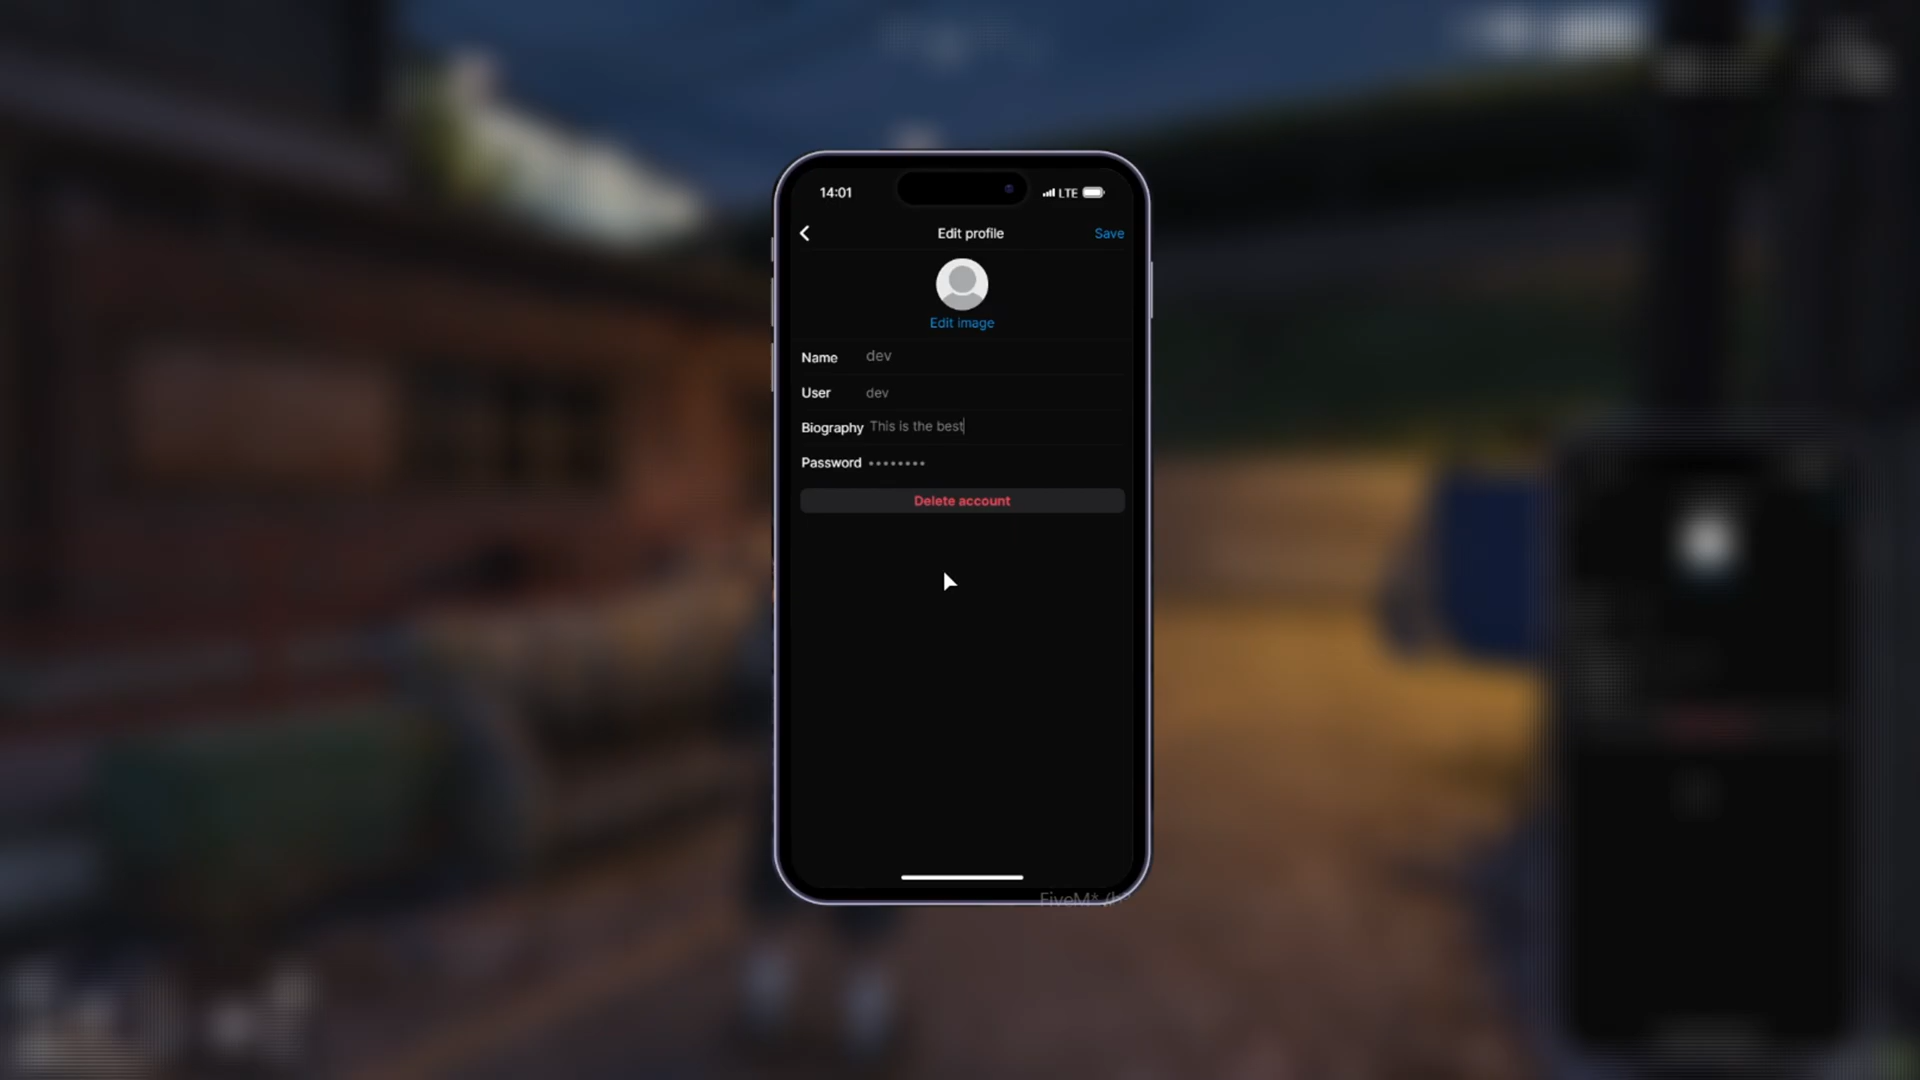 14:01
LTE
Edit profile
Save
Edit image
Name dev
User dev
Biography This is the best
Password ••••••••
Delete account
FiveM*